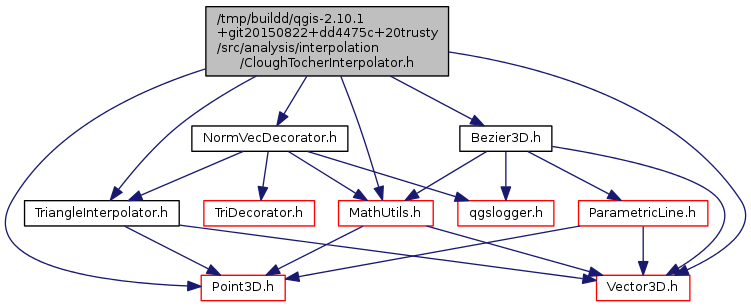 /tmp/buildd/qgis-2.10.1
+git20150822+dd4475c+20trusty
/src/analysis/interpolation
/CloughTocherInterpolator.h
NormVecDecorator.h
Bezier3D.h
TriangleInterpolator.h
TriDecorator.h
MathUtils.h
qgslogger.h
ParametricLine.h
Point3D.h
Vector3D.h